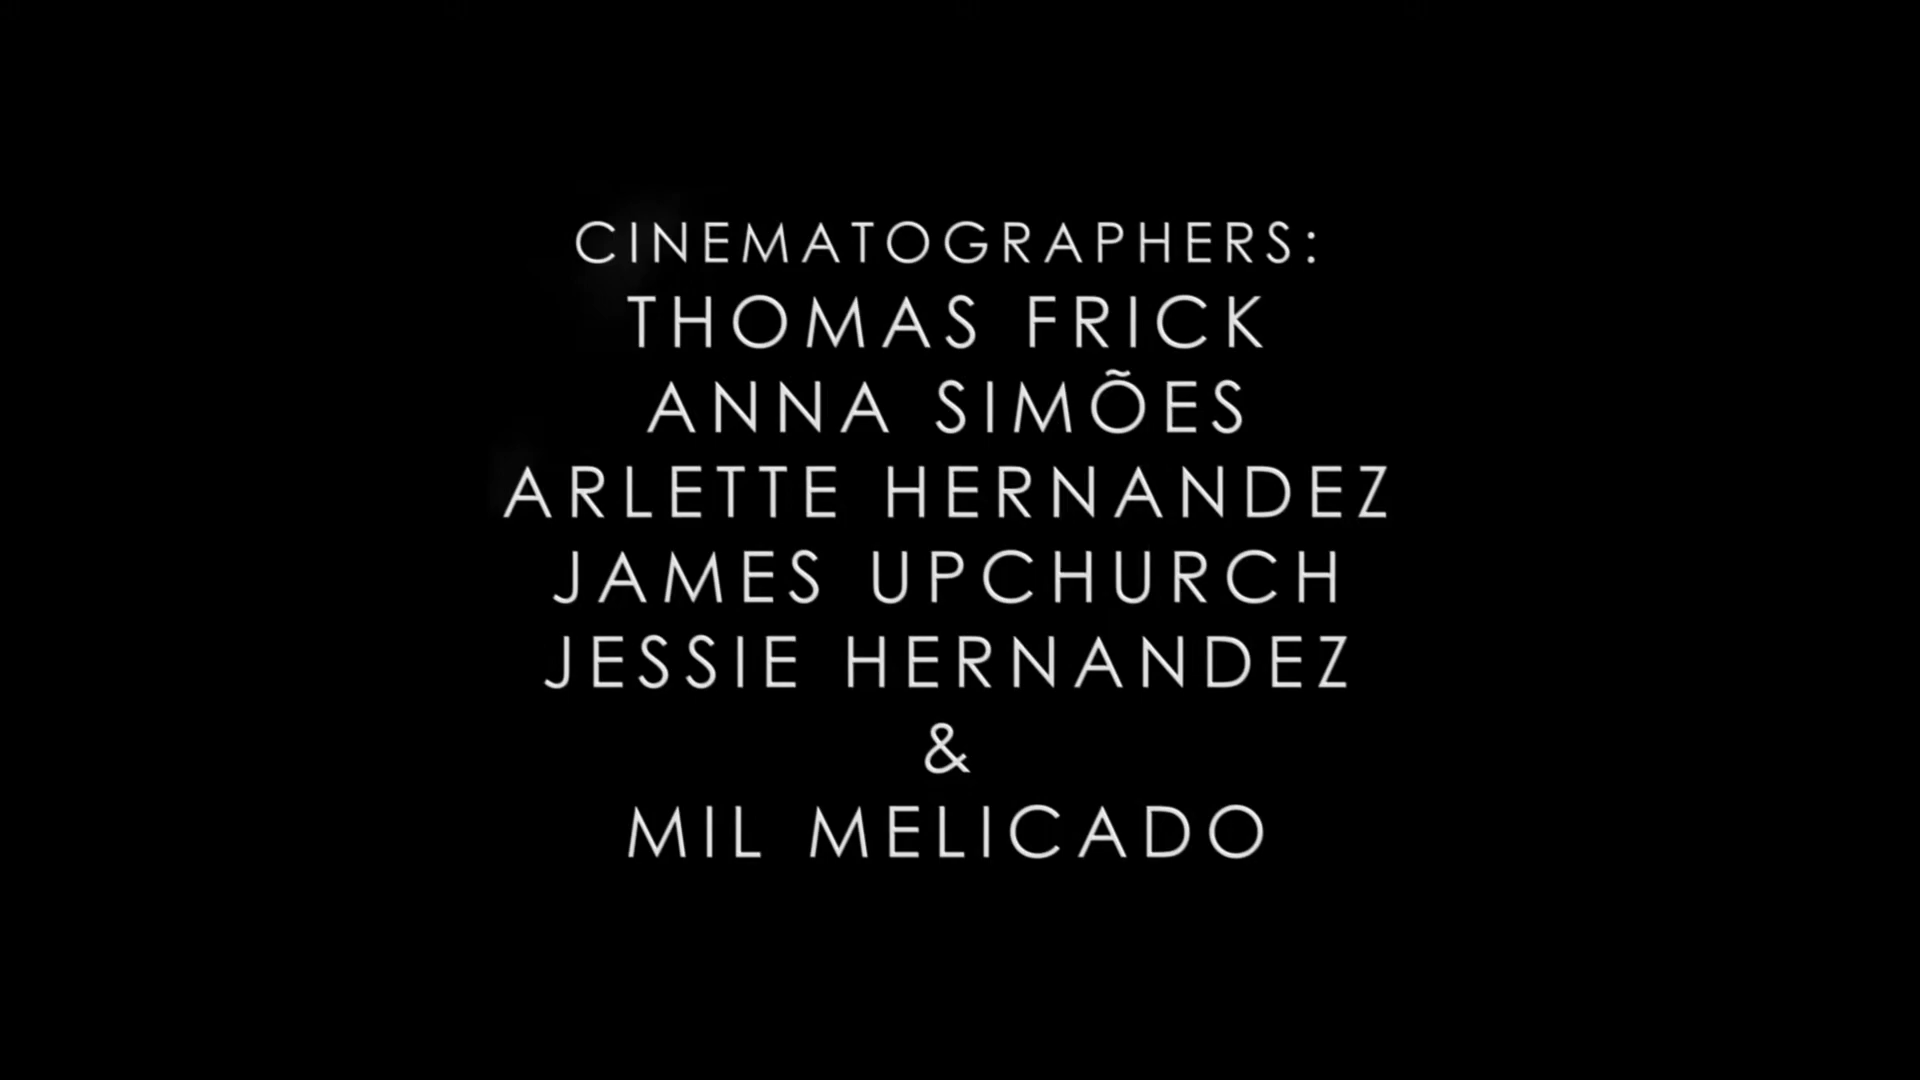 CINEMATOGRAPHERS:
THOMAS FRICK
ANNA SIMÕES
ARLETTE HERNANDEZ
JAMES UPCHURCH
JESSIE HERNANDEZ
&
MIL MELICADO